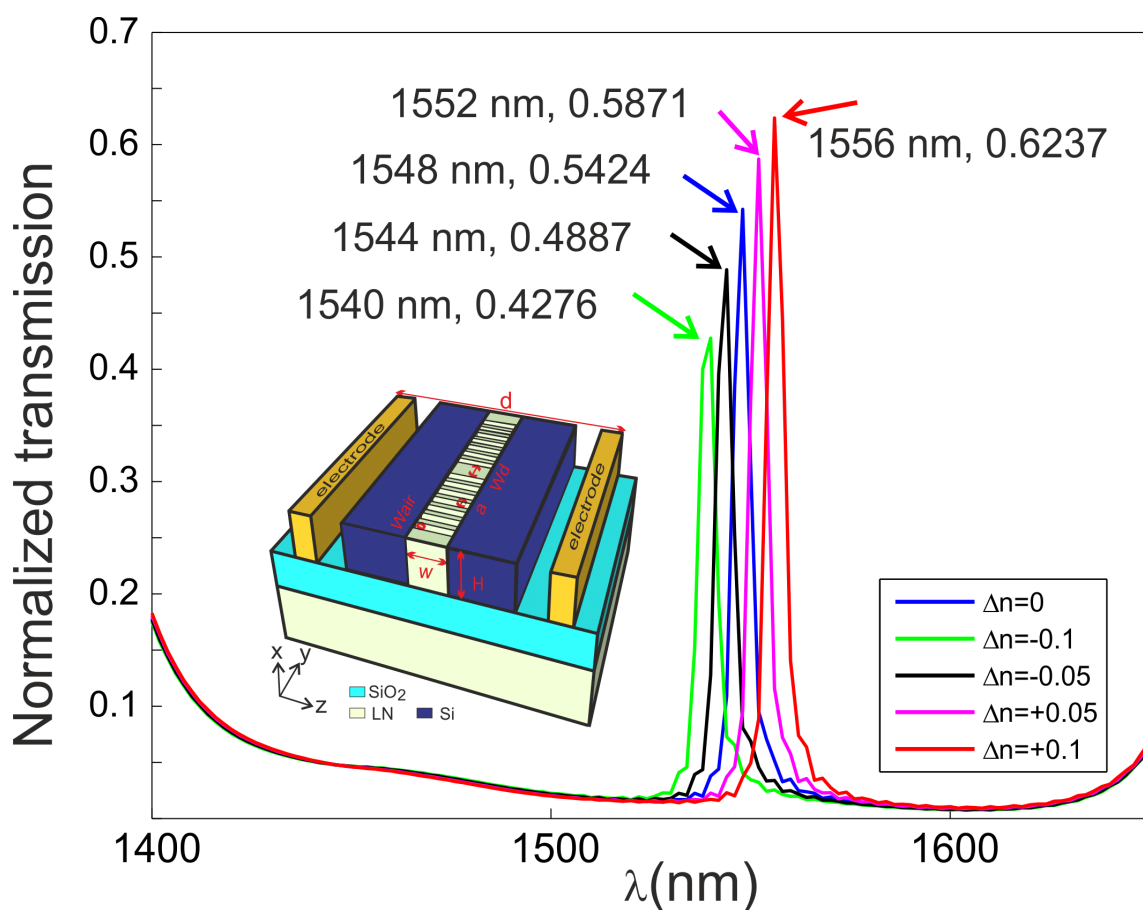 Normalized transmission
0.7
0.6
0.5
0.4
0.3
0.2
0.1
1552 nm, 0.5871
1556 nm, 0.6237
1548 nm, 0.5424
1544 nm, 0.4887
1540 nm, 0.4276
d
electrode
Wair
a
Wd
electrode
w
H
x
y
z
SiO2
LN
Si
Δn=0
Δn=-0.1
Δn=-0.05
Δn=+0.05
Δn=+0.1
1400
1500
1600
λ(nm)